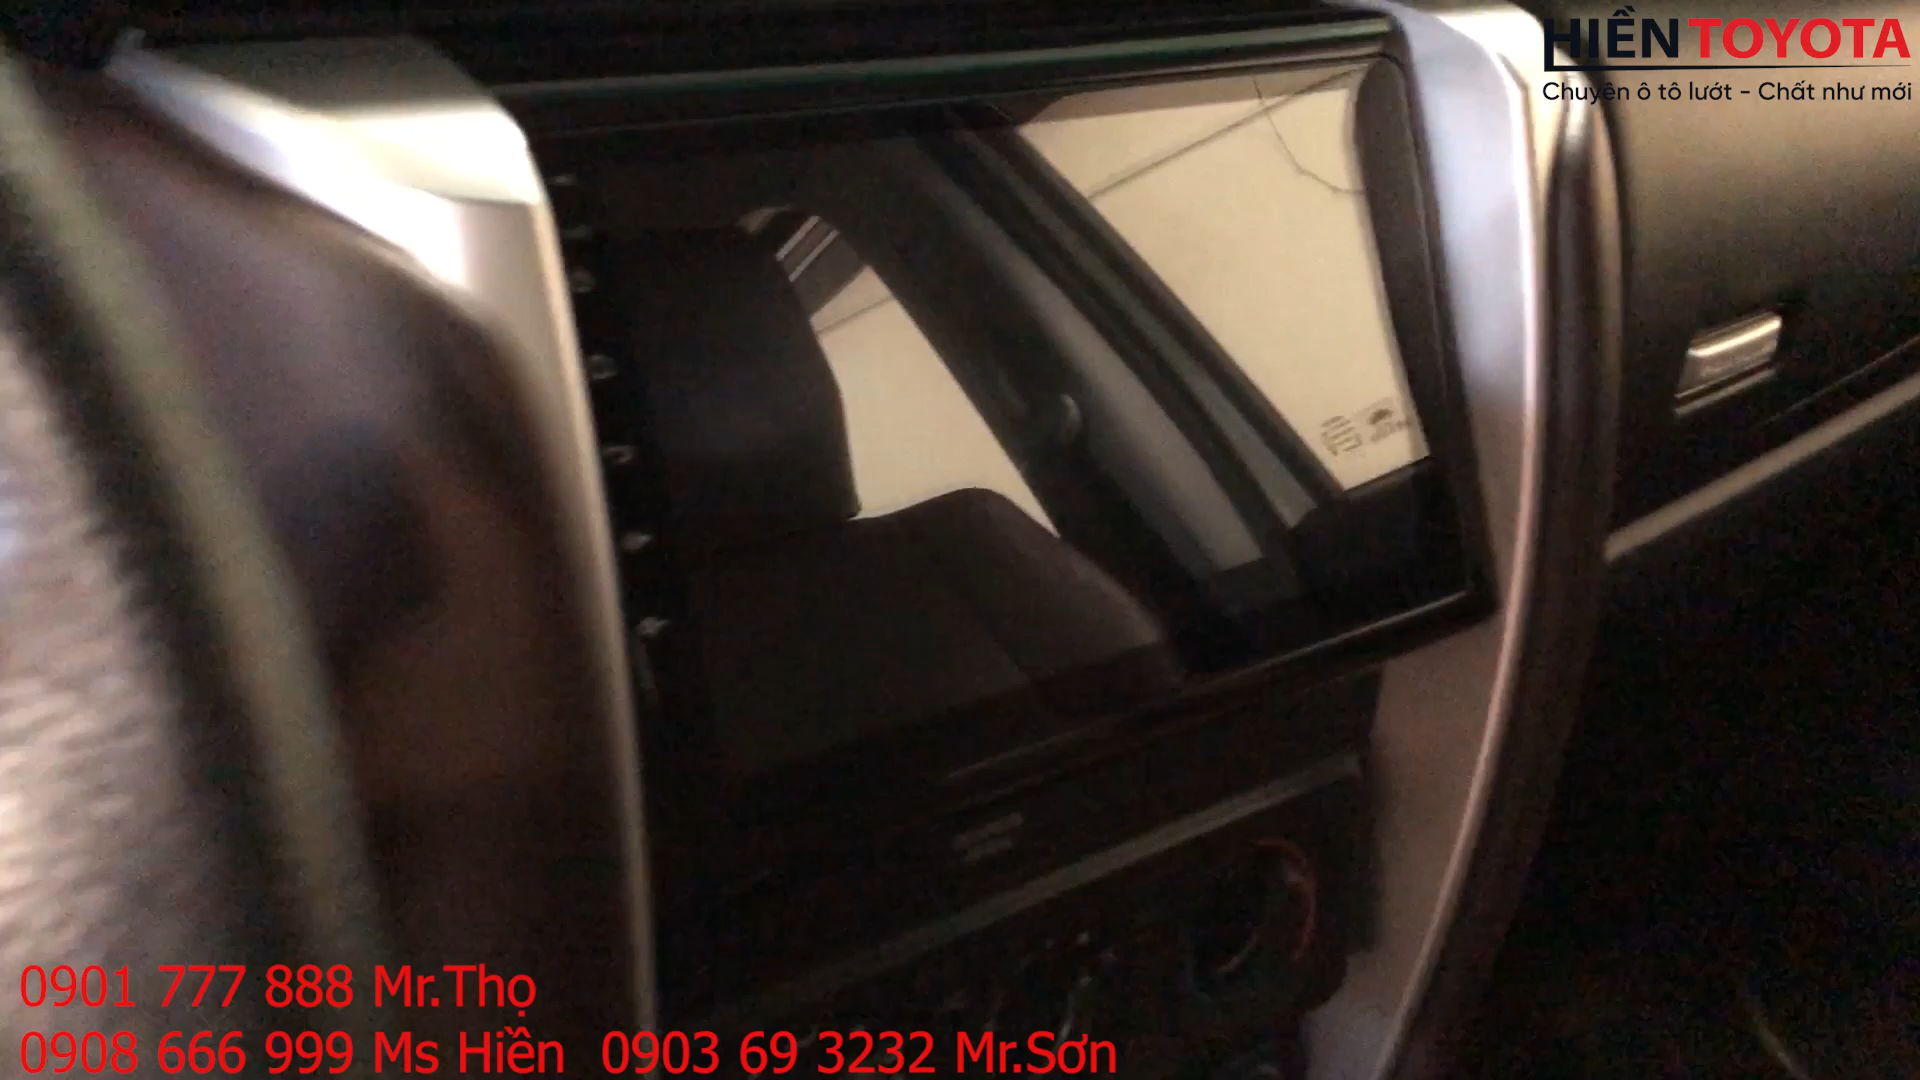 HIỀN TOYOTA
Chuyên ô tô lướt - Chất như mới
0901 777 888 Mr.Thọ
0908 666 999 Ms Hiền 0903 69 3232 Mr.Sơn